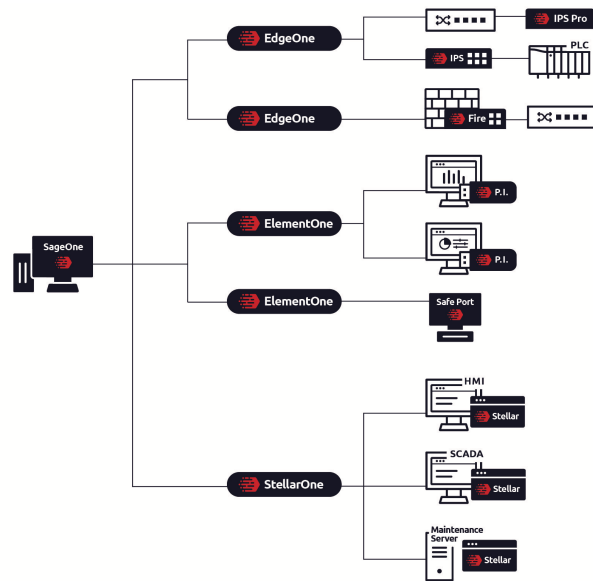 EdgeOne
IPS Pro
IPS
PLC
EdgeOne
Fire
ElementOne
P.I.
P.I.
SageOne
ElementOne
Safe Port
HMI
Stellar
StellarOne
SCADA
Stellar
Maintenance
Server
Stellar